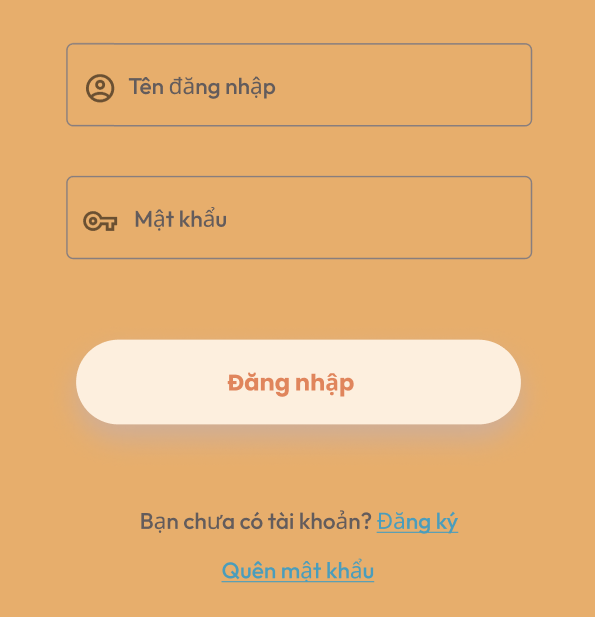 Tên đăng nhập
Mật khẩu
Đăng nhập
Bạn chưa có tài khoản? Đăng ký
Quên mật khẩu